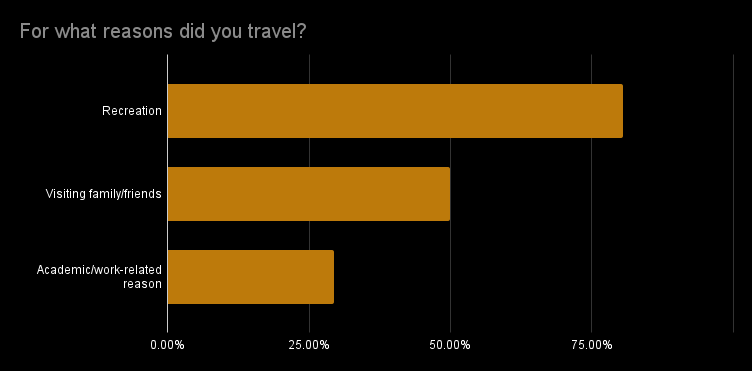 For what reasons did you travel?
Recreation
Visiting family/friends
Academic/work-related
reason
0.00% 25.00% 50.00% 75.00%